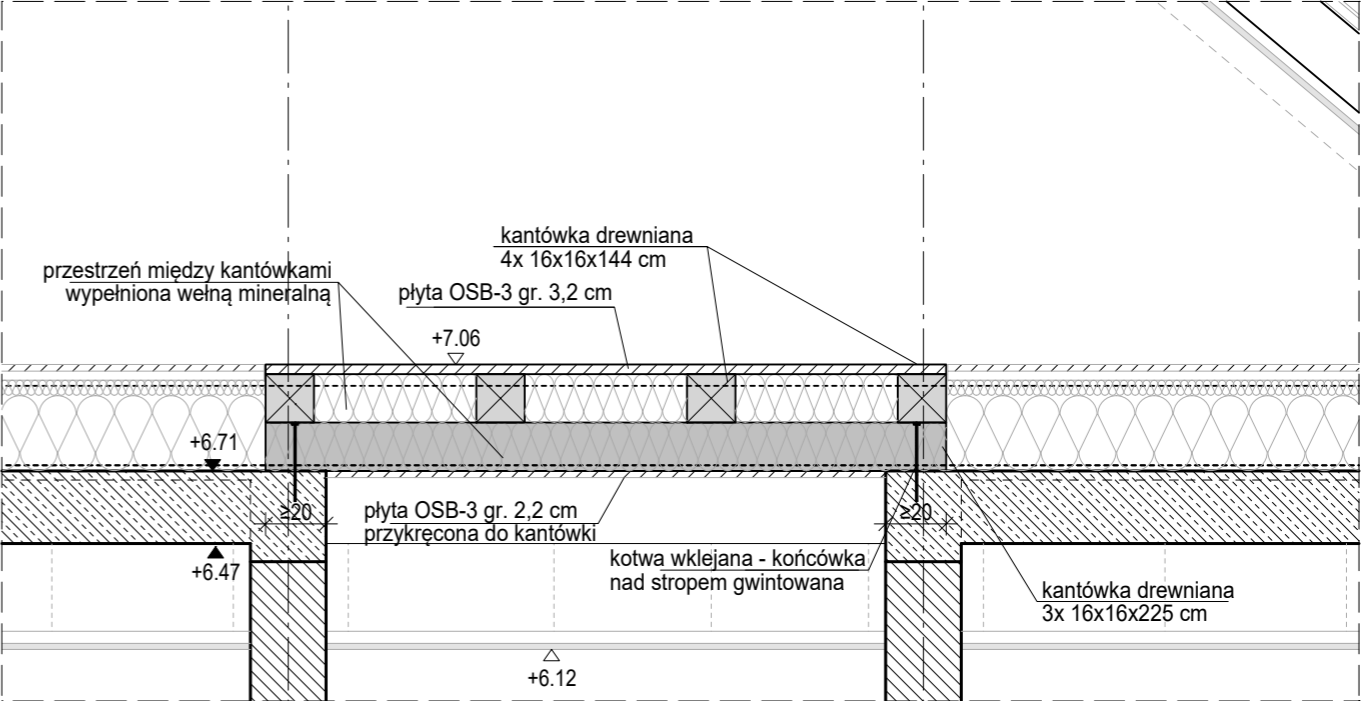 kantówka drewniana
4x 16x16x144 cm
przestrzeń między kantówkami
wypełniona wełną mineralną
płyta OSB-3 gr. 3,2 cm
+7.06
+6.71
≥20
płyta OSB-3 gr. 2,2 cm
przykręcona do kantówki
≥20
kotwa wklejana - końcówka
nad stropem gwintowana
+6.47
kantówka drewniana
3x 16x16x225 cm
+6.12